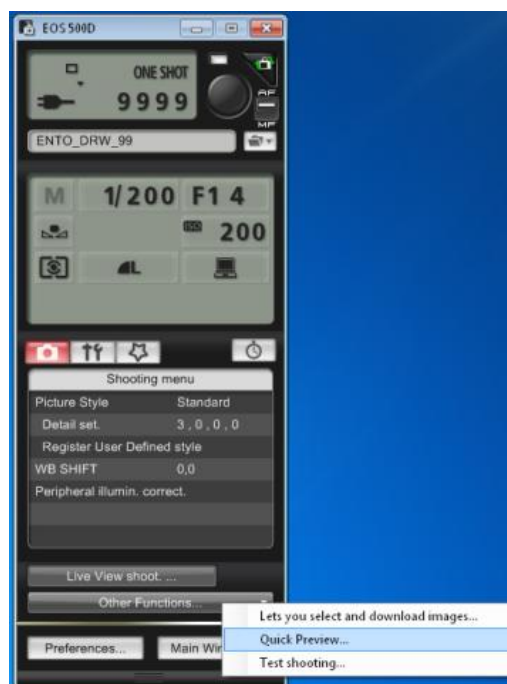 EOS 500D
ONE SHOT
9999
AF
MF
ENTO_DRW_99
M 1/200 F1 4
ISO 200
L
Shooting menu
Picture Style Standard
Detail set. 3 , 0 , 0 , 0
Register User Defined style
WB SHIFT 0,0
Peripheral illumin. correct.
Live View shoot. ...
Other Functions...
Lets you select and download images...
Quick Preview...
Test shooting...
Preferences... Main Wi